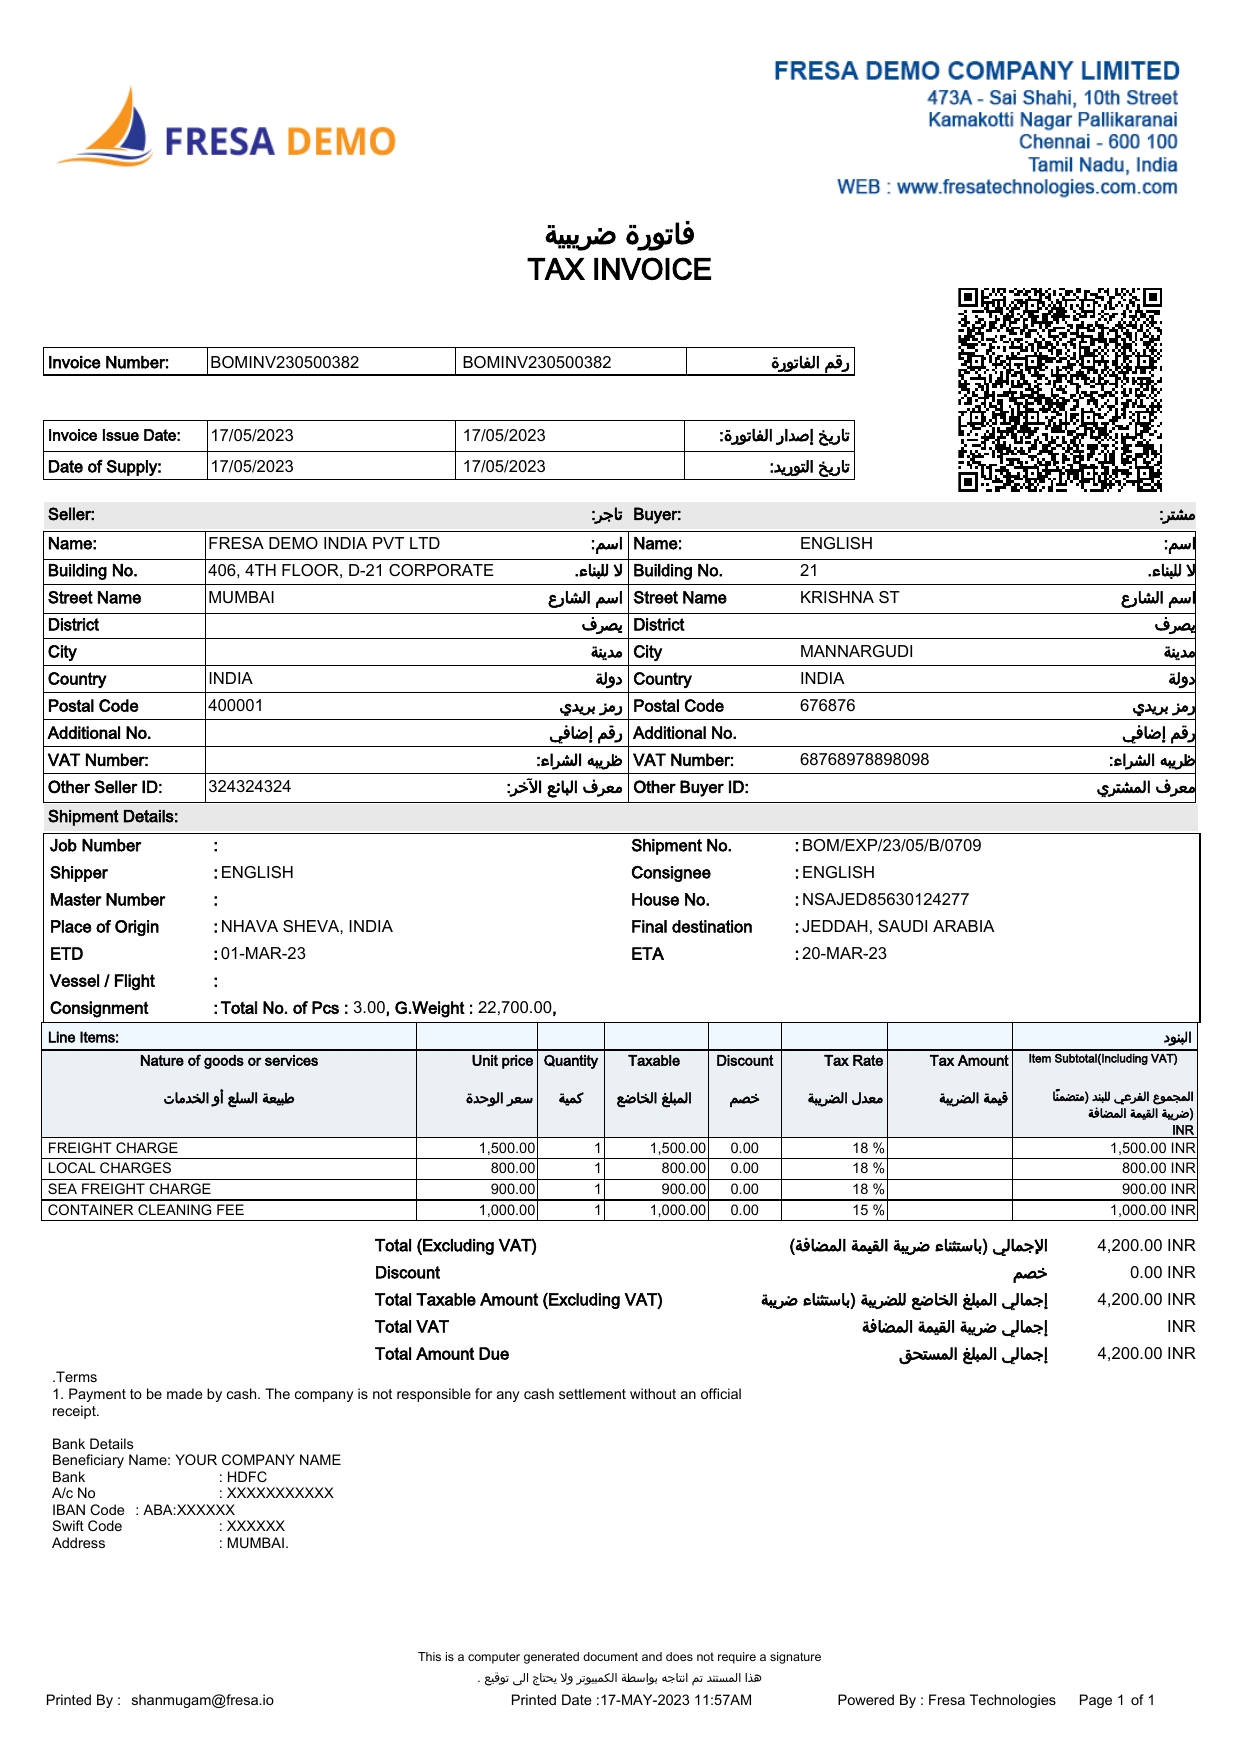 FRESA DEMO
FRESA DEMO COMPANY LIMITED
473A - Sai Shahi, 10th Street
Kamakotti Nagar Pallikaranai
Chennai - 600 100
Tamil Nadu, India
WEB : www.fresatechnologies.com.com
فاتورة ضريبية
TAX INVOICE
Invoice Number: BOMINV230500382 BOMINV230500382 رقم الفاتورة
Invoice Issue Date: 17/05/2023 17/05/2023 تاريخ إصدار الفاتورة:
Date of Supply: 17/05/2023 17/05/2023 تاريخ التوريد:
Seller: تاجر: Buyer: مشتر:
Name: FRESA DEMO INDIA PVT LTD اسم: Name: ENGLISH اسم:
Building No. 406, 4TH FLOOR, D-21 CORPORATE لا للبناء. Building No. 21 لا للبناء.
Street Name MUMBAI اسم الشارع Street Name KRISHNA ST اسم الشارع
District يصرف District يصرف
City مدينة City MANNARGUDI مدينة
Country INDIA دولة Country INDIA دولة
Postal Code 400001 رمز بريدي Postal Code 676876 رمز بريدي
Additional No. رقم إضافي Additional No. رقم إضافي
VAT Number: ظريبه الشراء: VAT Number: 68768978898098 ظريبه الشراء:
Other Seller ID: 324324324 معرف البائع الآخر: Other Buyer ID: معرف المشتري
Shipment Details:
Job Number : Shipment No. : BOM/EXP/23/05/B/0709
Shipper : ENGLISH Consignee : ENGLISH
Master Number : House No. : NSAJED85630124277
Place of Origin : NHAVA SHEVA, INDIA Final destination : JEDDAH, SAUDI ARABIA
ETD : 01-MAR-23 ETA : 20-MAR-23
Vessel / Flight :
Consignment : Total No. of Pcs : 3.00, G.Weight : 22,700.00,
Line Items: البنود
Nature of goods or services Unit price Quantity Taxable Discount Tax Rate Tax Amount Item Subtotal(Including VAT)
طبيعة السلع أو الخدمات سعر الوحدة كمية المبلغ الخاضع خصم معدل الضريبة قيمة الضريبة المجموع الفرعي للبند (متضمنًا
ضريبة القيمة المضافة)
INR
FREIGHT CHARGE 1,500.00 1 1,500.00 0.00 18 % 1,500.00 INR
LOCAL CHARGES 800.00 1 800.00 0.00 18 % 800.00 INR
SEA FREIGHT CHARGE 900.00 1 900.00 0.00 18 % 900.00 INR
CONTAINER CLEANING FEE 1,000.00 1 1,000.00 0.00 15 % 1,000.00 INR
Total (Excluding VAT) الإجمالي (باستثناء ضريبة القيمة المضافة) 4,200.00 INR
Discount خصم 0.00 INR
Total Taxable Amount (Excluding VAT) إجمالي المبلغ الخاضع للضريبة (باستثناء ضريبة 4,200.00 INR
Total VAT إجمالي ضريبة القيمة المضافة INR
Total Amount Due إجمالي المبلغ المستحق 4,200.00 INR
.Terms
1. Payment to be made by cash. The company is not responsible for any cash settlement without an official
receipt.
Bank Details
Beneficiary Name: YOUR COMPANY NAME
Bank : HDFC
A/c No : XXXXXXXXXXX
IBAN Code : ABA:XXXXXX
Swift Code : XXXXXX
Address : MUMBAI.
This is a computer generated document and does not require a signature
هذا المستند تم انتاجه بواسطة الكمبيوتر ولا يحتاج الى توقيع .
Printed By : shanmugam@fresa.io Printed Date :17-MAY-2023 11:57AM Powered By : Fresa Technologies Page 1 of 1